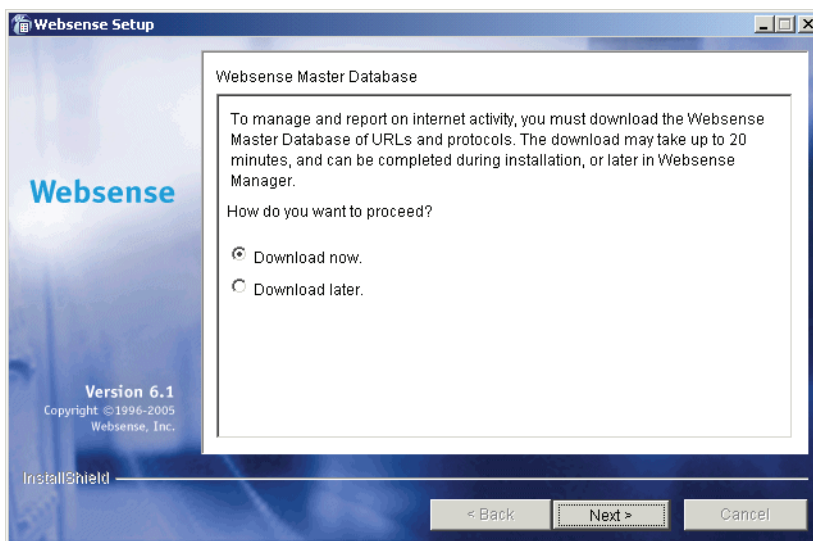 Websense Setup
Websense Master Database
To manage and report on internet activity, you must download the Websense
Master Database of URLs and protocols. The download may take up to 20
minutes, and can be completed during installation, or later in Websense
Manager.
How do you want to proceed?
Download now.
Download later.
Websense
Version 6.1
Copyright ©1996-2005
Websense, Inc.
InstallShield
< Back
Next >
Cancel